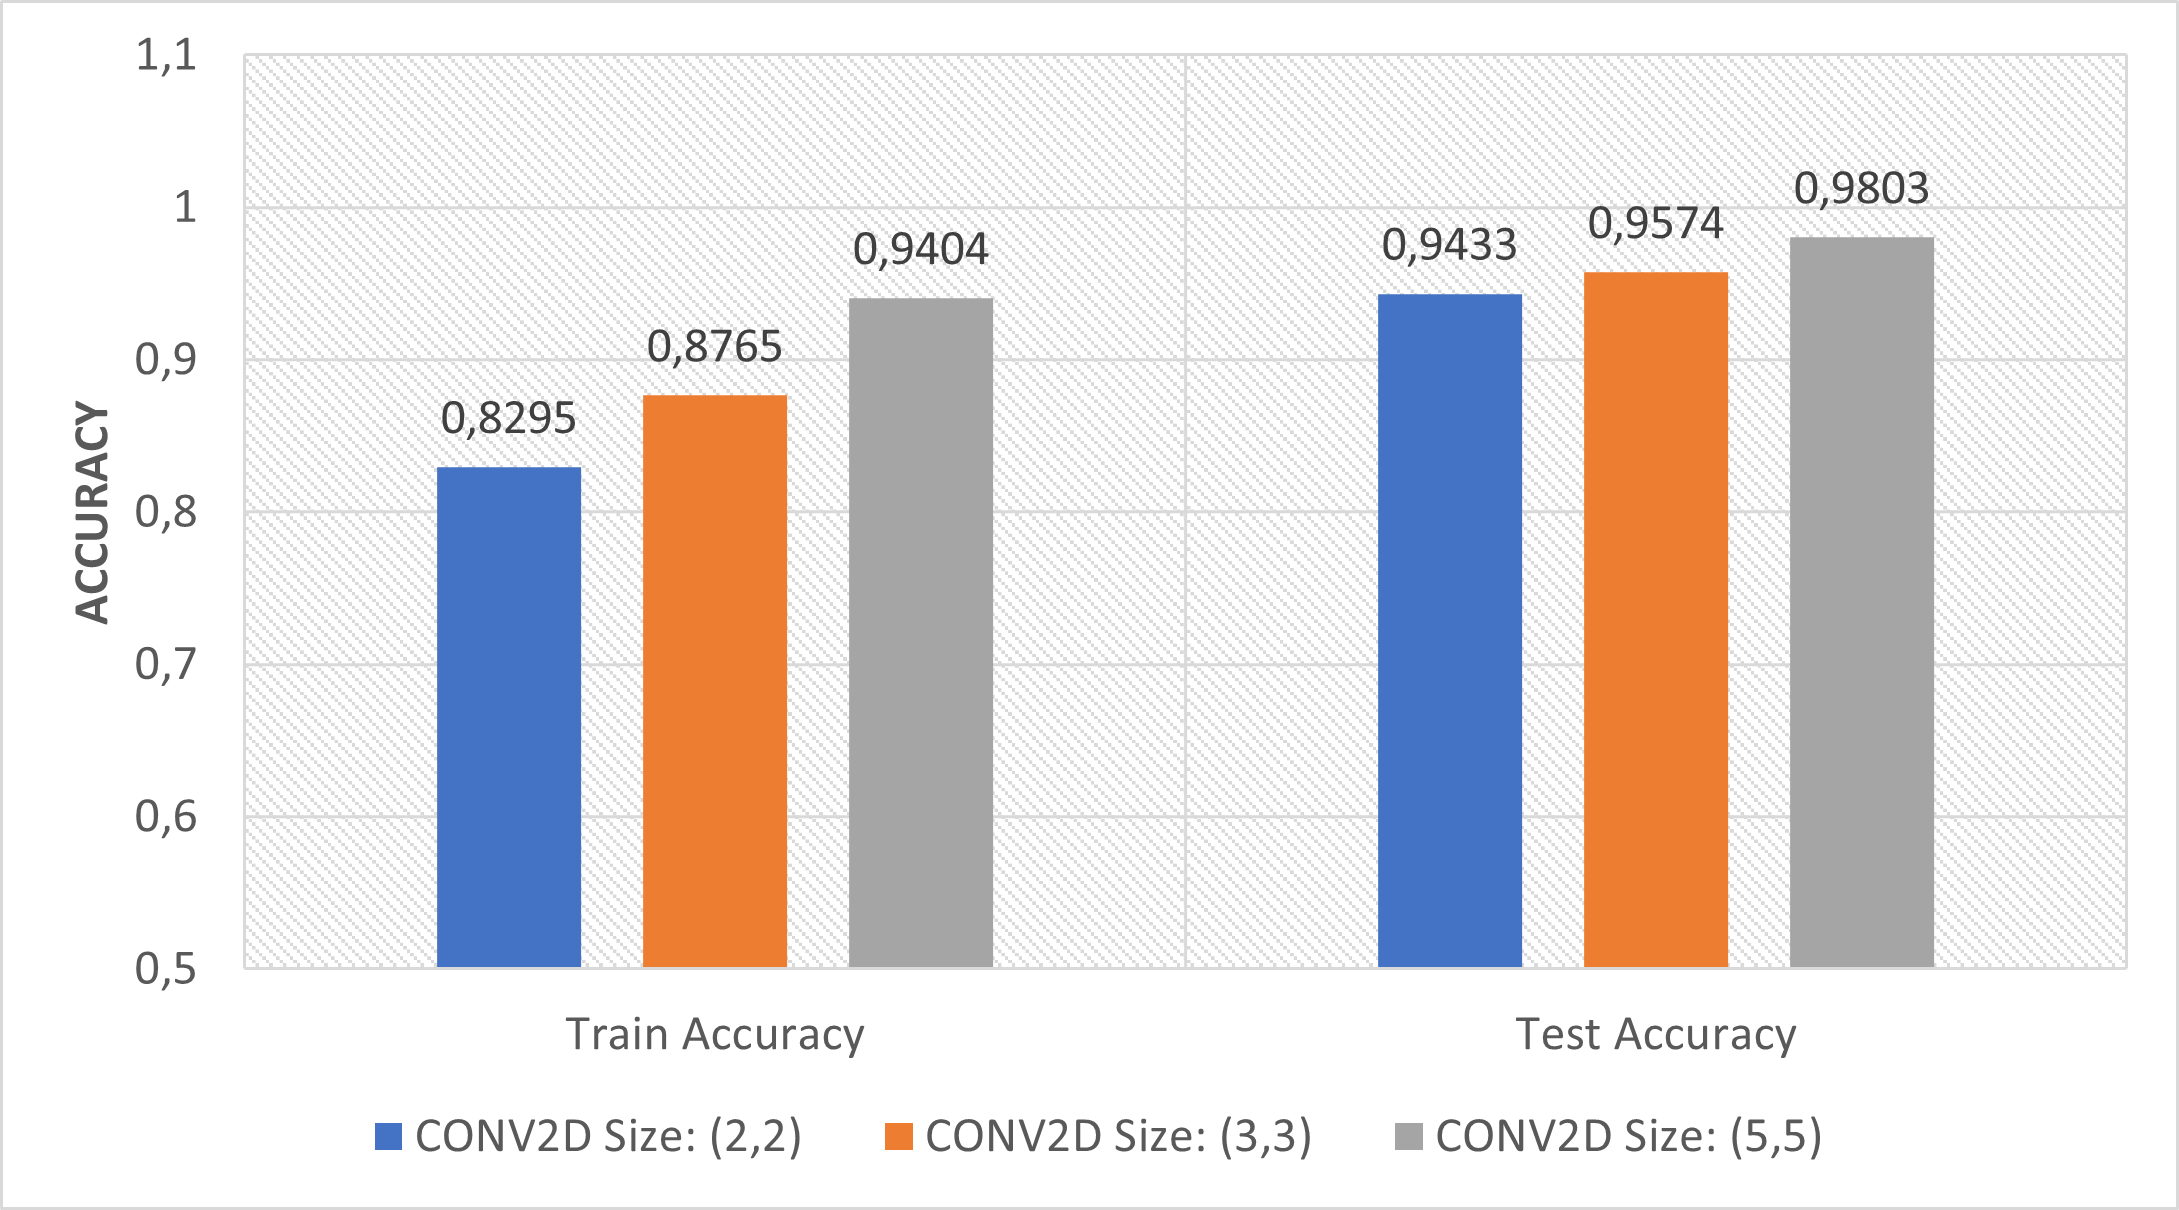 1,1
1
0,9
0,8
0,7
0,6
0,5
ACCURACY
0,8295
0,8765
0,9404
0,9433
0,9574
0,9803
Train Accuracy
Test Accuracy
CONV2D Size: (2,2)
CONV2D Size: (3,3)
CONV2D Size: (5,5)